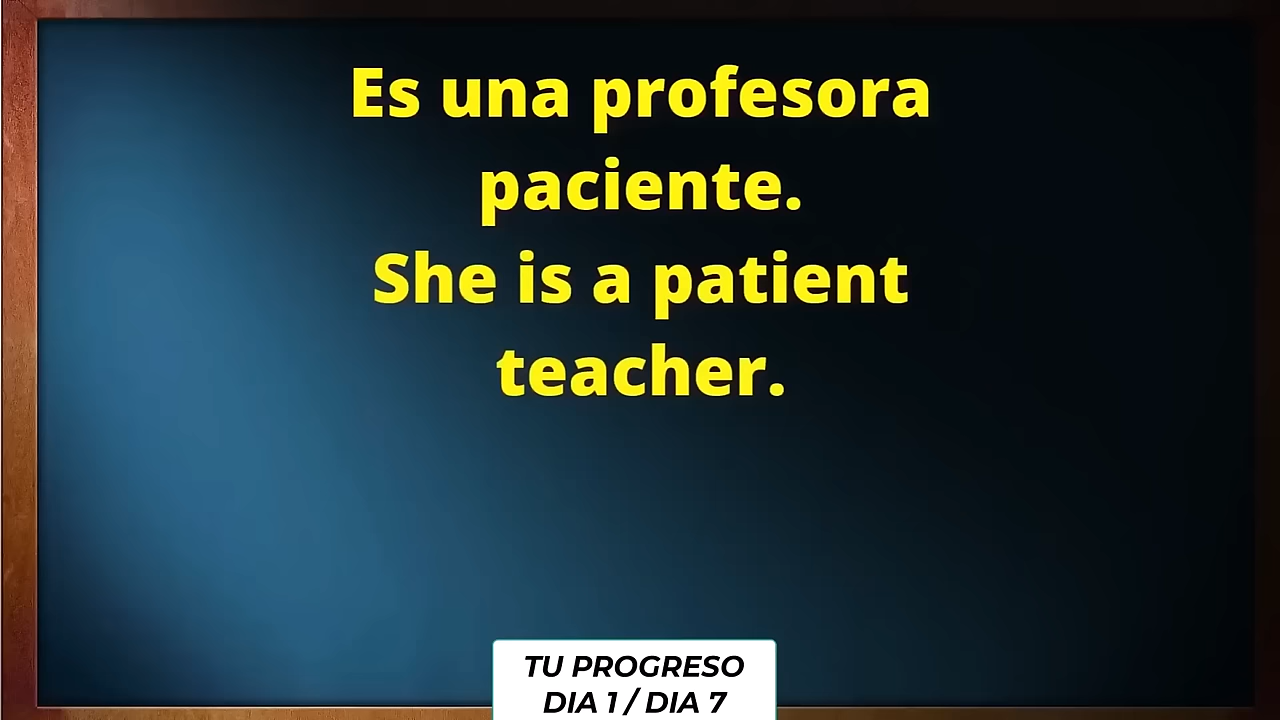 Es una profesora
paciente.
She is a patient
teacher.
TU PROGRESO
DIA 1 / DIA 7